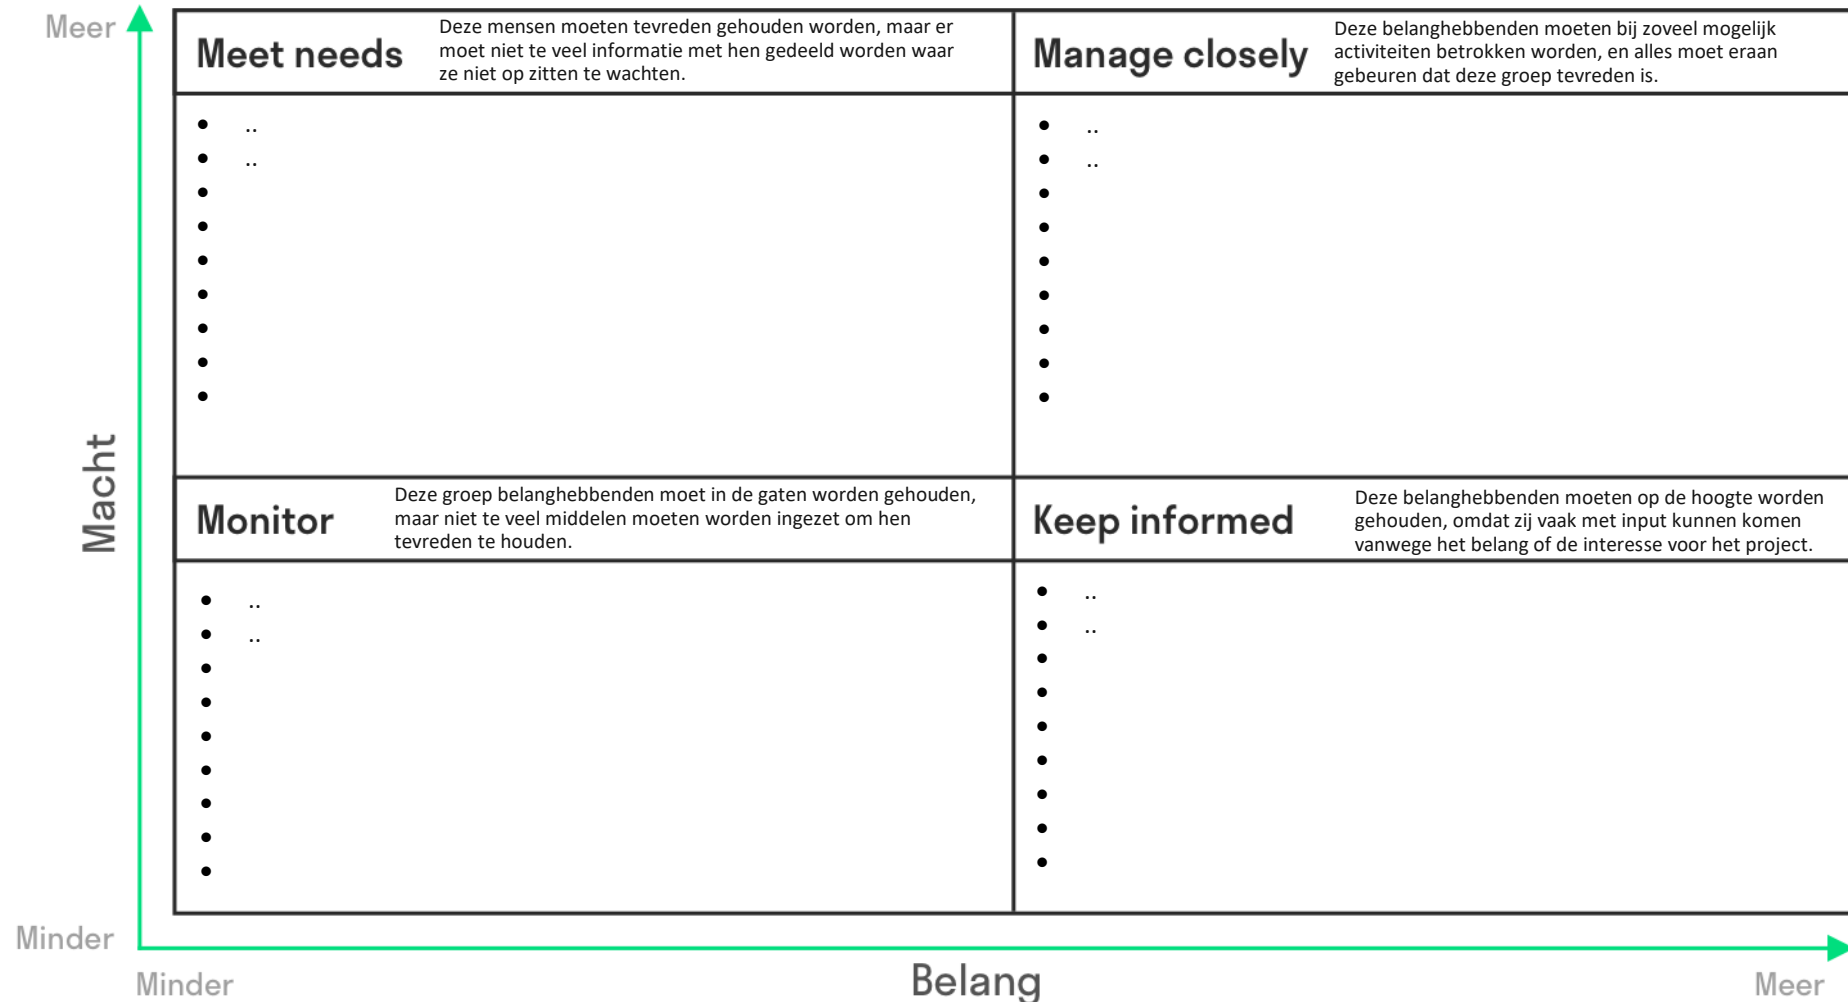 Meer
Meet needs
Deze mensen moeten tevreden gehouden worden, maar er
moet niet te veel informatie met hen gedeeld worden waar
ze niet op zitten te wachten.
Manage closely
Deze belanghebbenden moeten bij zoveel mogelijk
activiteiten betrokken worden, en alles moet eraan
gebeuren dat deze groep tevreden is.
• ..
• ..
•
•
•
•
•
•
•
• ..
• ..
•
•
•
•
•
•
•
Macht
Monitor
Deze groep belanghebbenden moet in de gaten worden gehouden,
maar niet te veel middelen moeten worden ingezet om hen
tevreden te houden.
Keep informed
Deze belanghebbenden moeten op de hoogte worden
gehouden, omdat zij vaak met input kunnen komen
vanwege het belang of de interesse voor het project.
• ..
• ..
•
•
•
•
•
•
•
• ..
• ..
•
•
•
•
•
•
•
Minder
Minder
Belang
Meer